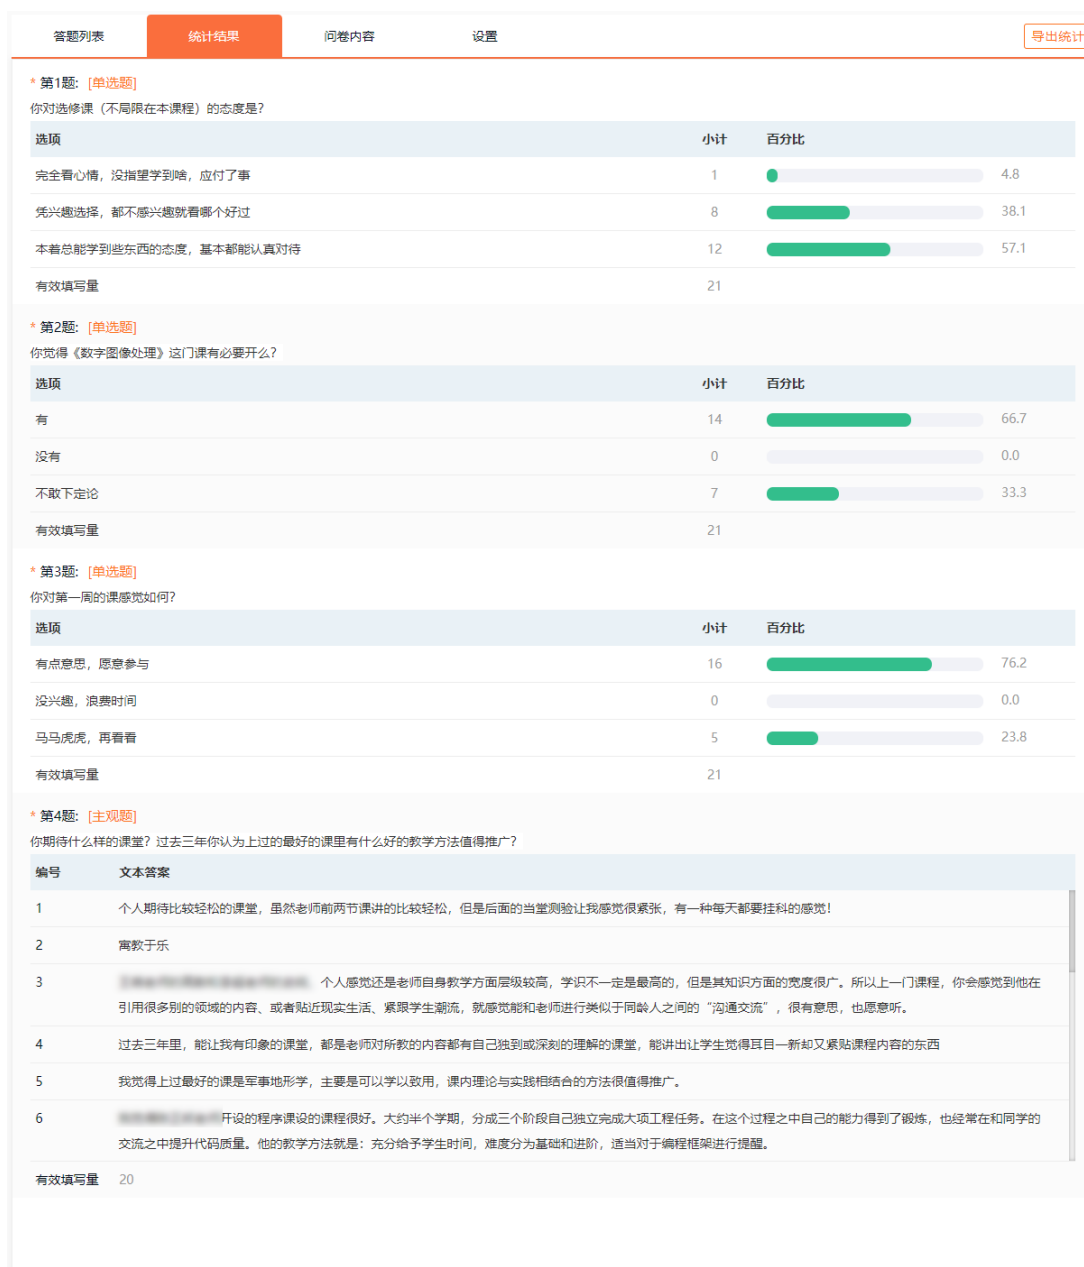 答题列表 统计结果 问卷内容 设置 导出统计
* 第1题: [单选题]
你对选修课（不局限在本课程）的态度是？
选项 小计 百分比
完全看心情，没指望学到啥，应付了事 1 4.8
凭兴趣选择，都不感兴趣就看哪个好过 8 38.1
本着总能学到些东西的态度，基本都能认真对待 12 57.1
有效填写量 21
* 第2题: [单选题]
你觉得《数字图像处理》这门课有必要开么？
选项 小计 百分比
有 14 66.7
没有 0 0.0
不敢下定论 7 33.3
有效填写量 21
* 第3题: [单选题]
你对第一周的课感觉如何？
选项 小计 百分比
有点意思，愿意参与 16 76.2
没兴趣，浪费时间 0 0.0
马马虎虎，再看看 5 23.8
有效填写量 21
* 第4题: [主观题]
你期待什么样的课堂？过去三年你认为上过的最好的课里有什么好的教学方法值得推广？
编号 文本答案
1 个人期待比较轻松的课堂，虽然老师前两节课讲的比较轻松，但是后面的当堂测验让我感觉很紧张，有一种每天都要挂科的感觉！
2 寓教于乐
3 个人感觉还是老师自身教学方面层级较高，学识不一定是最高的，但是其知识方面的宽度很广。所以上一门课程，你会感觉到他在
引用很多别的领域的内容、或者贴近现实生活、紧跟学生潮流，就感觉能和老师进行类似于同龄人之间的“沟通交流”，很有意思，也愿意听。
4 过去三年里，能让我有印象的课堂，都是老师对所教的内容都有自己独到或深刻的理解的课堂，能讲出让学生觉得耳目一新却又紧贴课程内容的东西
5 我觉得上过最好的课是军事地形学，主要是可以学以致用，课内理论与实践相结合的方法很值得推广。
6 开设的程序课设的课程很好。大约半个学期，分成三个阶段自己独立完成大项工程任务。在这个过程之中自己的能力得到了锻炼，也经常在和同学的
交流之中提升代码质量。他的教学方法就是：充分给予学生时间，难度分为基础和进阶，适当对于编程框架进行提醒。
有效填写量 20